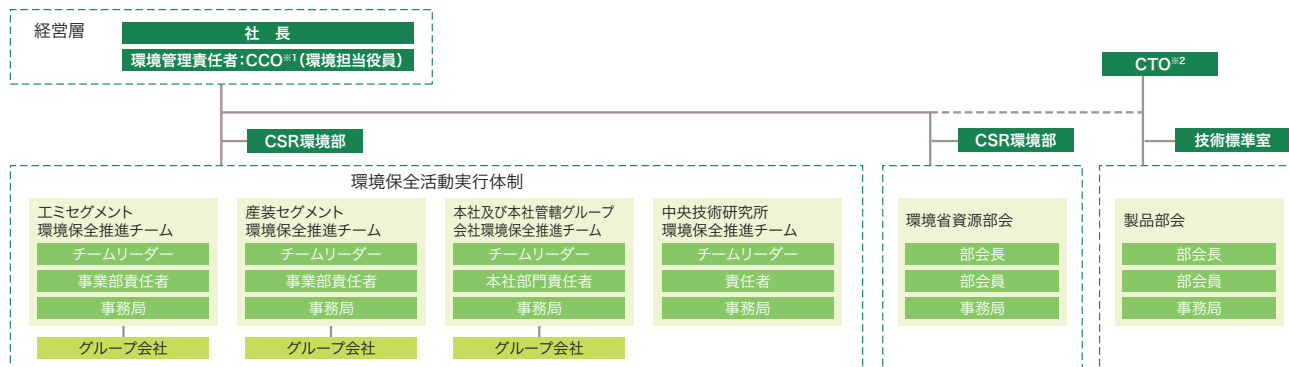 経営層
社　長
環境管理責任者：CCO※1（環境担当役員）
CTO※2
CSR環境部
CSR環境部
技術標準室
環境保全活動実行体制
エミセグメント
環境保全推進チーム
チームリーダー
事業部責任者
事務局
グループ会社
産装セグメント
環境保全推進チーム
チームリーダー
事業部責任者
事務局
グループ会社
本社及び本社管轄グループ
会社環境保全推進チーム
チームリーダー
本社部門責任者
事務局
グループ会社
中央技術研究所
環境保全推進チーム
チームリーダー
責任者
事務局
環境省資源部会
部会長
部会員
事務局
製品部会
部会長
部会員
事務局